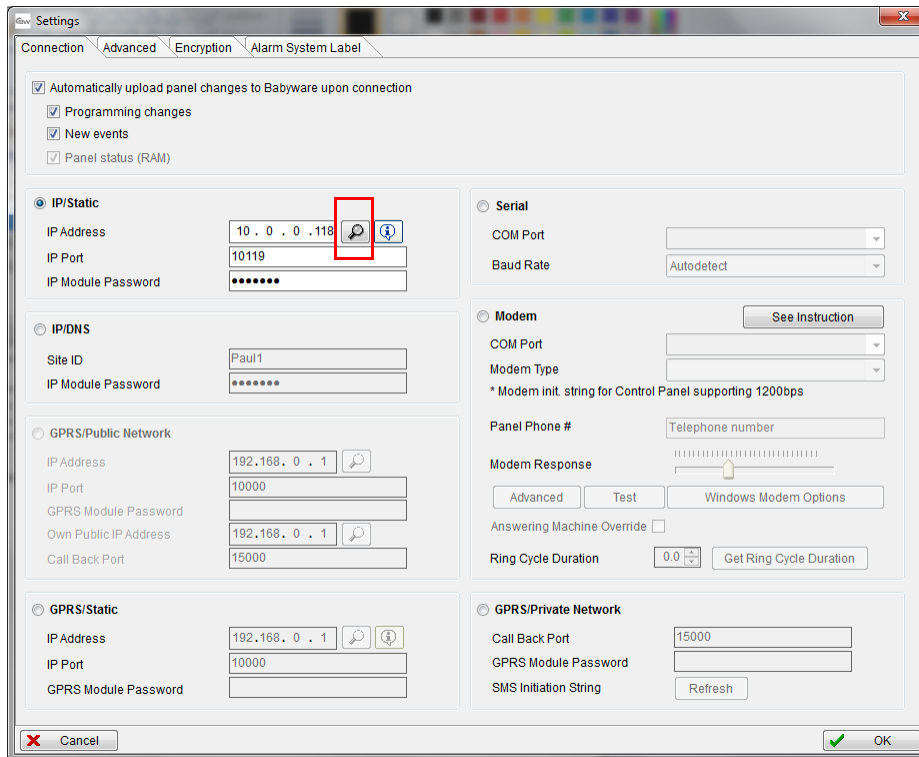 Settings
Connection
Advanced
Encryption
Alarm System Label
Automatically upload panel changes to Babyware upon connection
Programming changes
New events
Panel status (RAM)
IP/Static
IP Address 10 . 0 . 0 .118
IP Port 10119
IP Module Password •••••••
IP/DNS
Site ID Paul1
IP Module Password •••••••
GPRS/Public Network
IP Address 192.168. 0 . 1
IP Port 10000
GPRS Module Password
Own Public IP Address 192.168. 0 . 1
Call Back Port 15000
GPRS/Static
IP Address 192.168. 0 . 1
IP Port 10000
GPRS Module Password
Serial
COM Port
Baud Rate Autodetect
Modem See Instruction
COM Port
Modem Type
* Modem init. string for Control Panel supporting 1200bps
Panel Phone # Telephone number
Modem Response
Advanced Test Windows Modem Options
Answering Machine Override
Ring Cycle Duration 0.0 Get Ring Cycle Duration
GPRS/Private Network
Call Back Port 15000
GPRS Module Password
SMS Initiation String Refresh
Cancel
OK